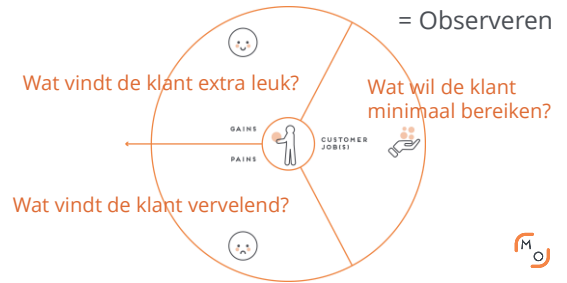 = Observeren
Wat vindt de klant extra leuk?
Wat wil de klant
minimaal bereiken?
GAINS
CUSTOMER
JOB(S)
PAINS
Wat vindt de klant vervelend?
M
O